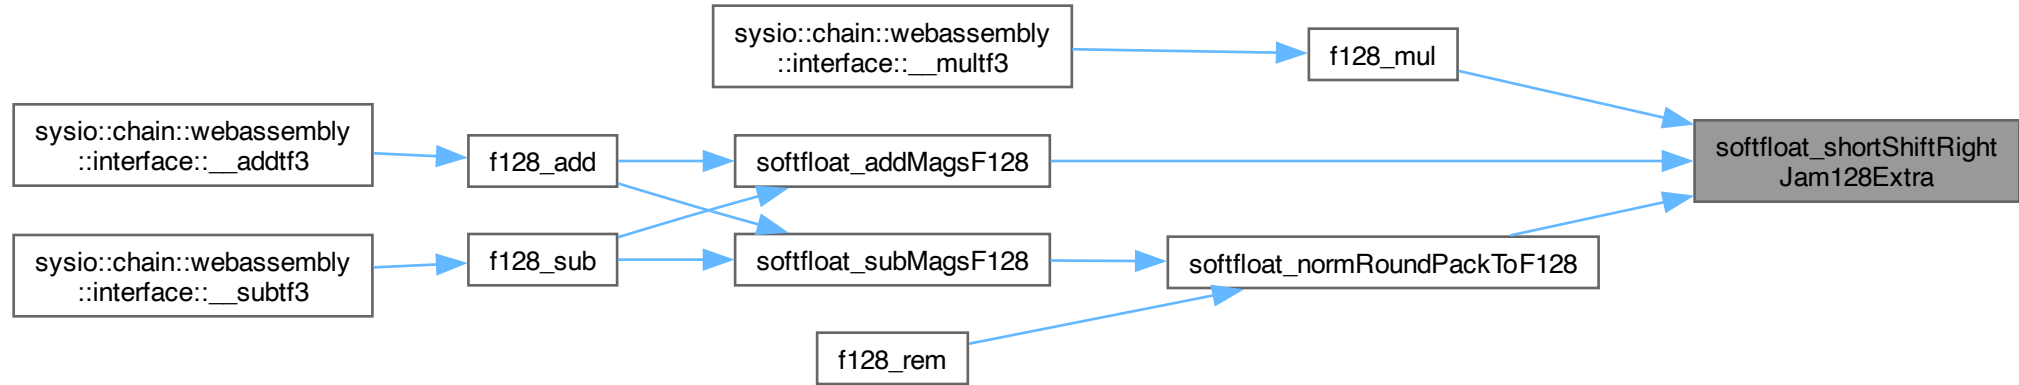 sysio::chain::webassembly
::interface::__multf3
f128_mul
sysio::chain::webassembly
::interface::__addtf3
f128_add
softfloat_addMagsF128
softfloat_shortShiftRight
Jam128Extra
sysio::chain::webassembly
::interface::__subtf3
f128_sub
softfloat_subMagsF128
softfloat_normRoundPackToF128
f128_rem